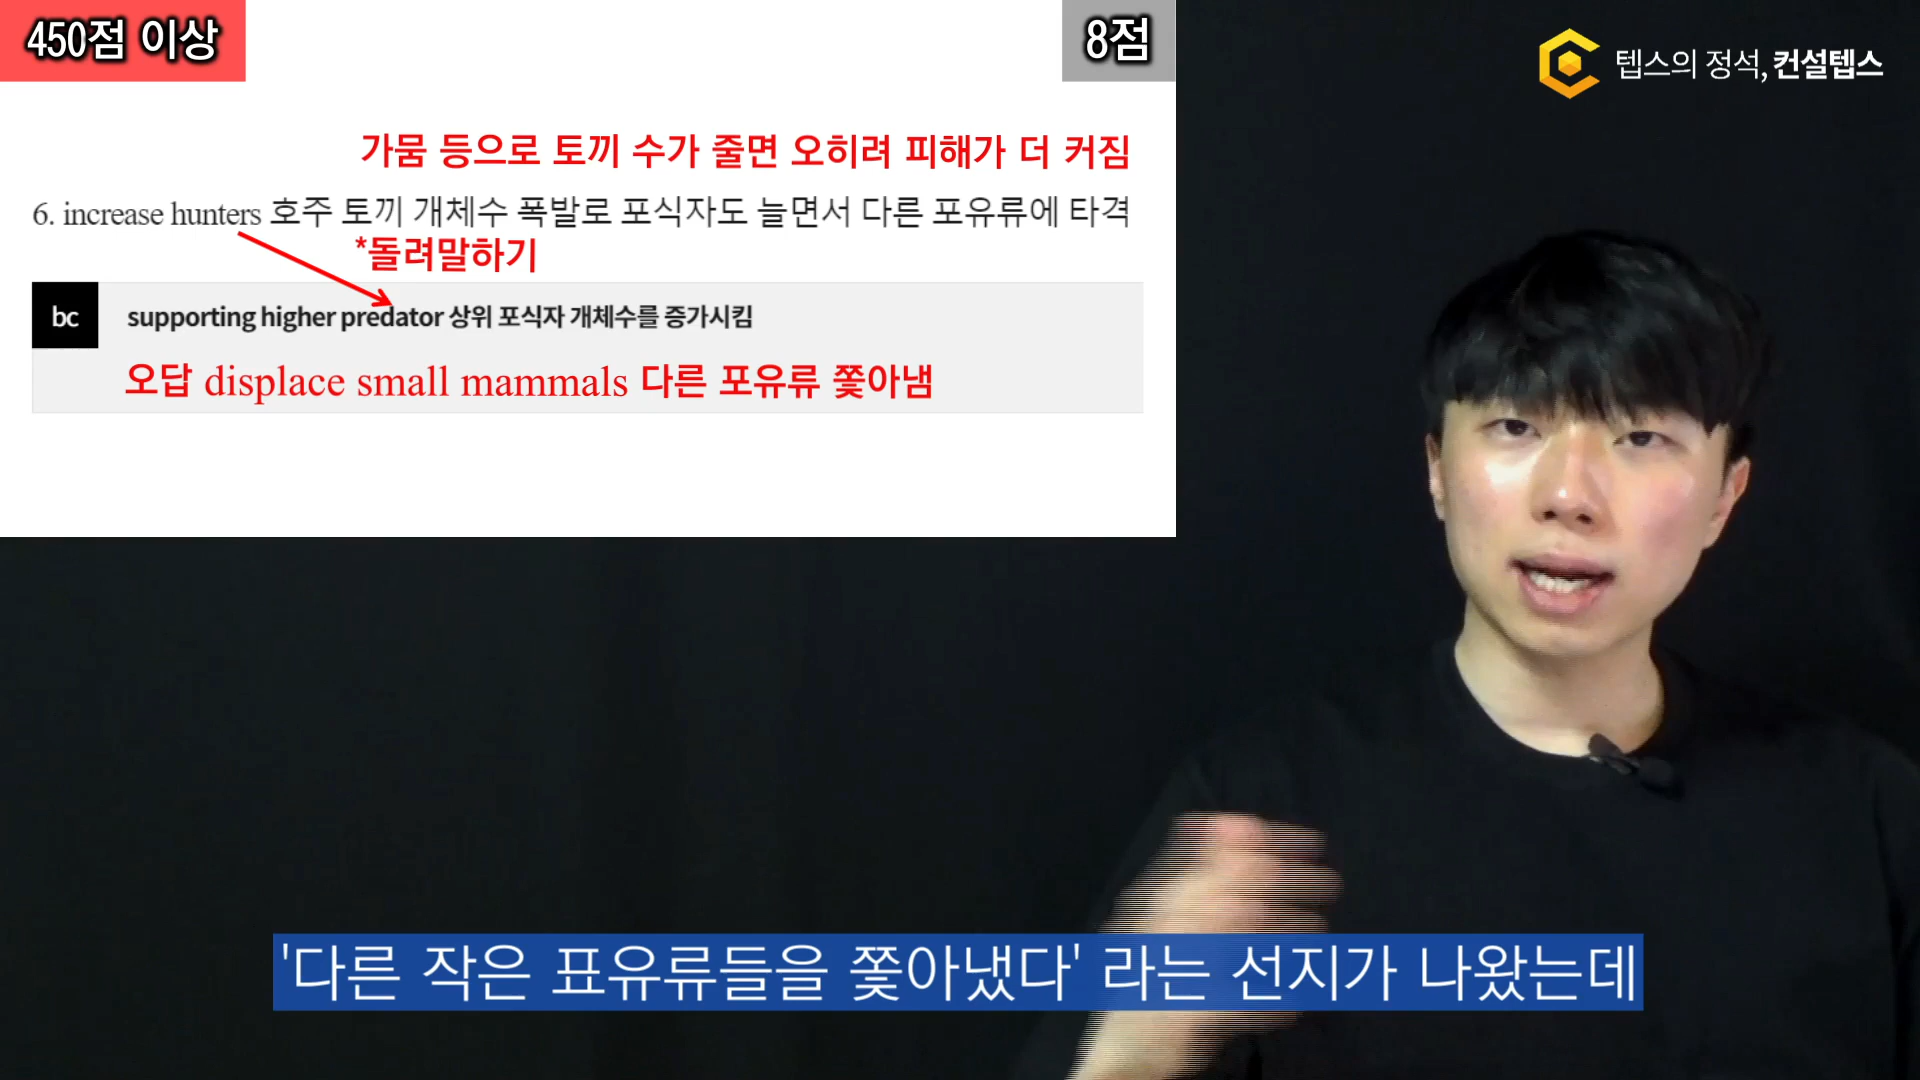 450점 이상
8점
텝스의 정석, 컨설텝스
가뭄 등으로 토끼 수가 줄면 오히려 피해가 더 커짐
6. increase hunters 호주 토끼 개체수 폭발로 포식자도 늘면서 다른 포유류에 타격
*돌려말하기
bc supporting higher predator 상위 포식자 개체수를 증가시킴
오답 displace small mammals 다른 포유류 쫓아냄
'다른 작은 표유류들을 쫓아냈다' 라는 선지가 나왔는데